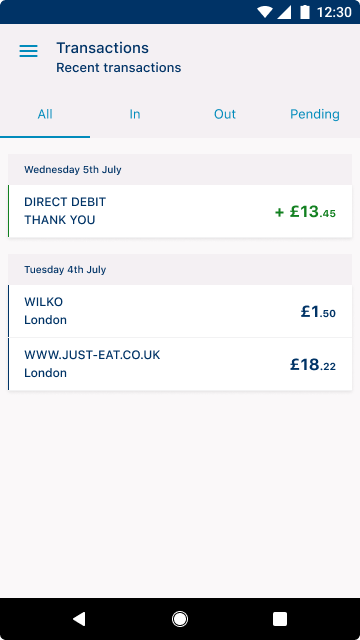 12:30
Transactions
Recent transactions
All In Out Pending
Wednesday 5th July
DIRECT DEBIT
THANK YOU
+ £13.45
Tuesday 4th July
WILKO
London
£1.50
WWW.JUST-EAT.CO.UK
London
£18.22